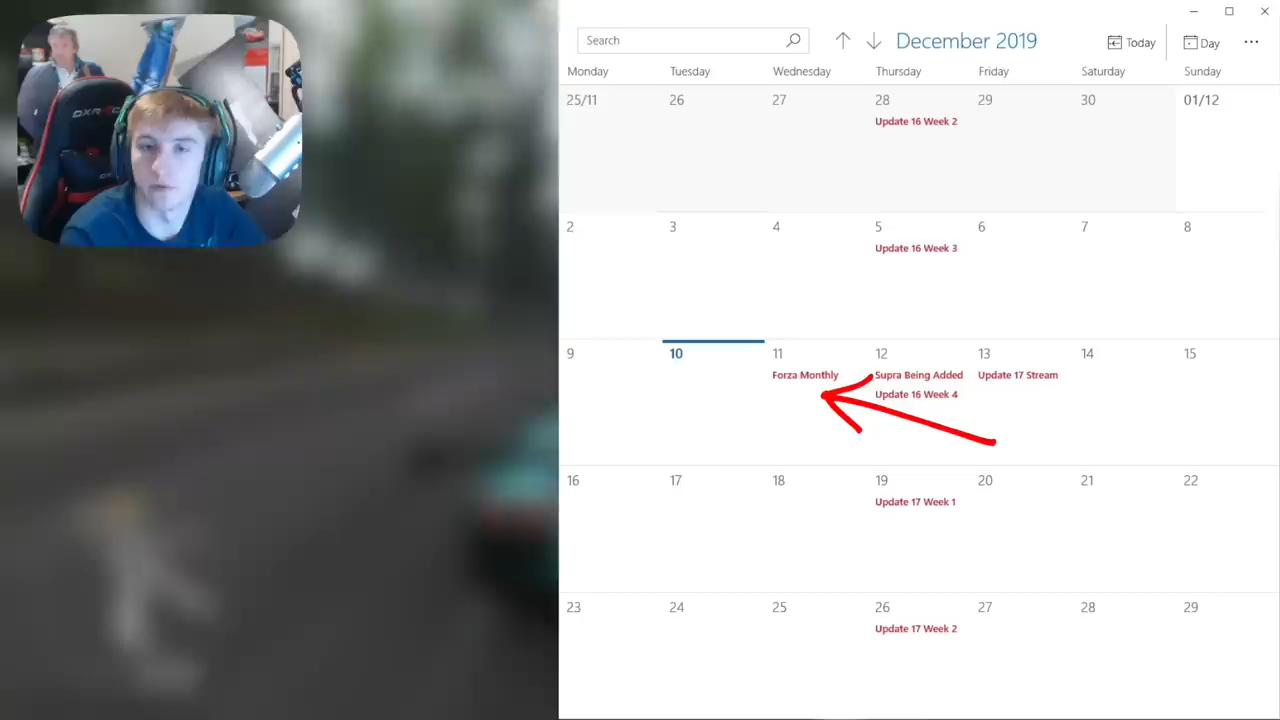 Search
December 2019
Today
Day
Monday Tuesday Wednesday Thursday Friday Saturday Sunday
25/11 26 27 28 29 30 01/12
Update 16 Week 2
2 3 4 5 6 7 8
Update 16 Week 3
9 10 11 12 13 14 15
Forza Monthly Supra Being Added Update 17 Stream
Update 16 Week 4
16 17 18 19 20 21 22
Update 17 Week 1
23 24 25 26 27 28 29
Update 17 Week 2